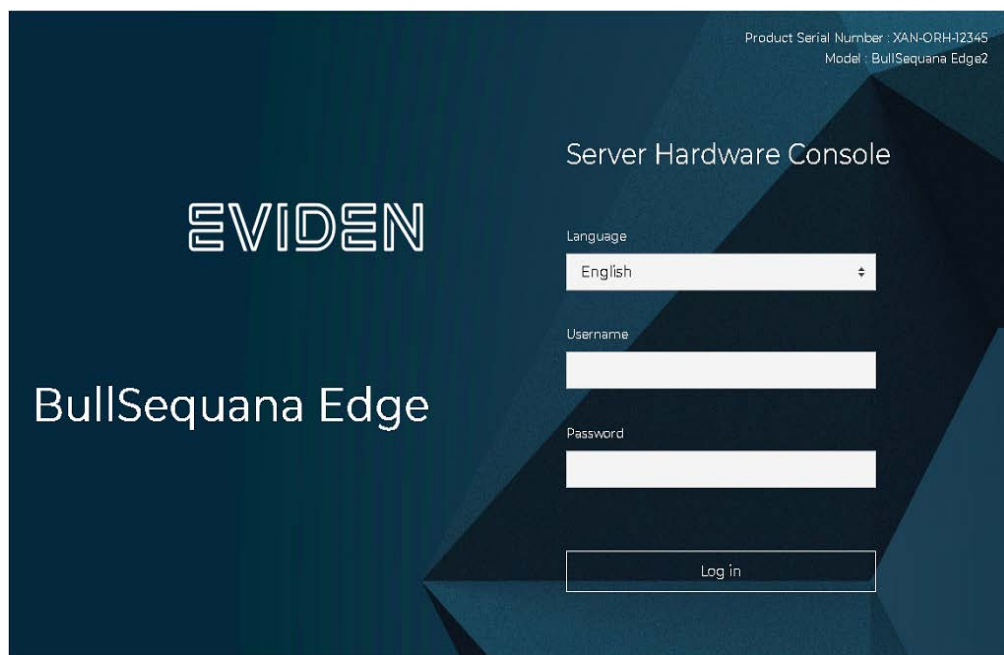 Product Serial Number : XAN-ORH-12345
Model : BullSequana Edge2
EVIDEN
BullSequana Edge
Server Hardware Console
Language
English
Username
Password
Log in